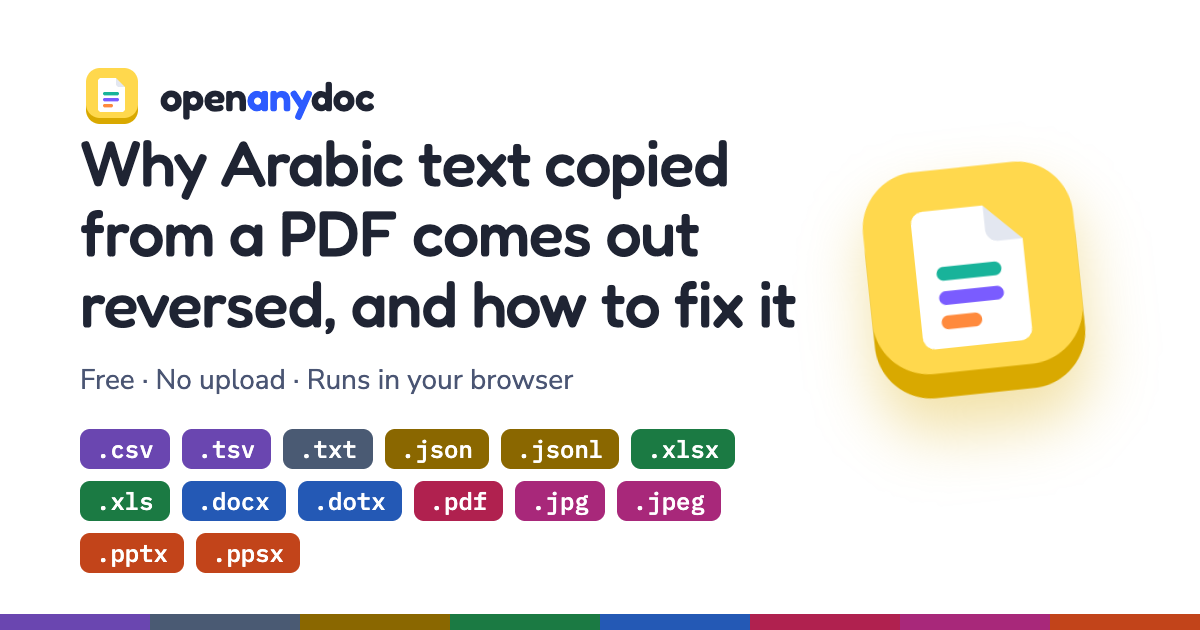 openanydoc
Why Arabic text copied
from a PDF comes out
reversed, and how to fix it
Free · No upload · Runs in your browser
.csv .tsv .txt .json .jsonl .xlsx
.xls .docx .dotx .pdf .jpg .jpeg
.pptx .ppsx